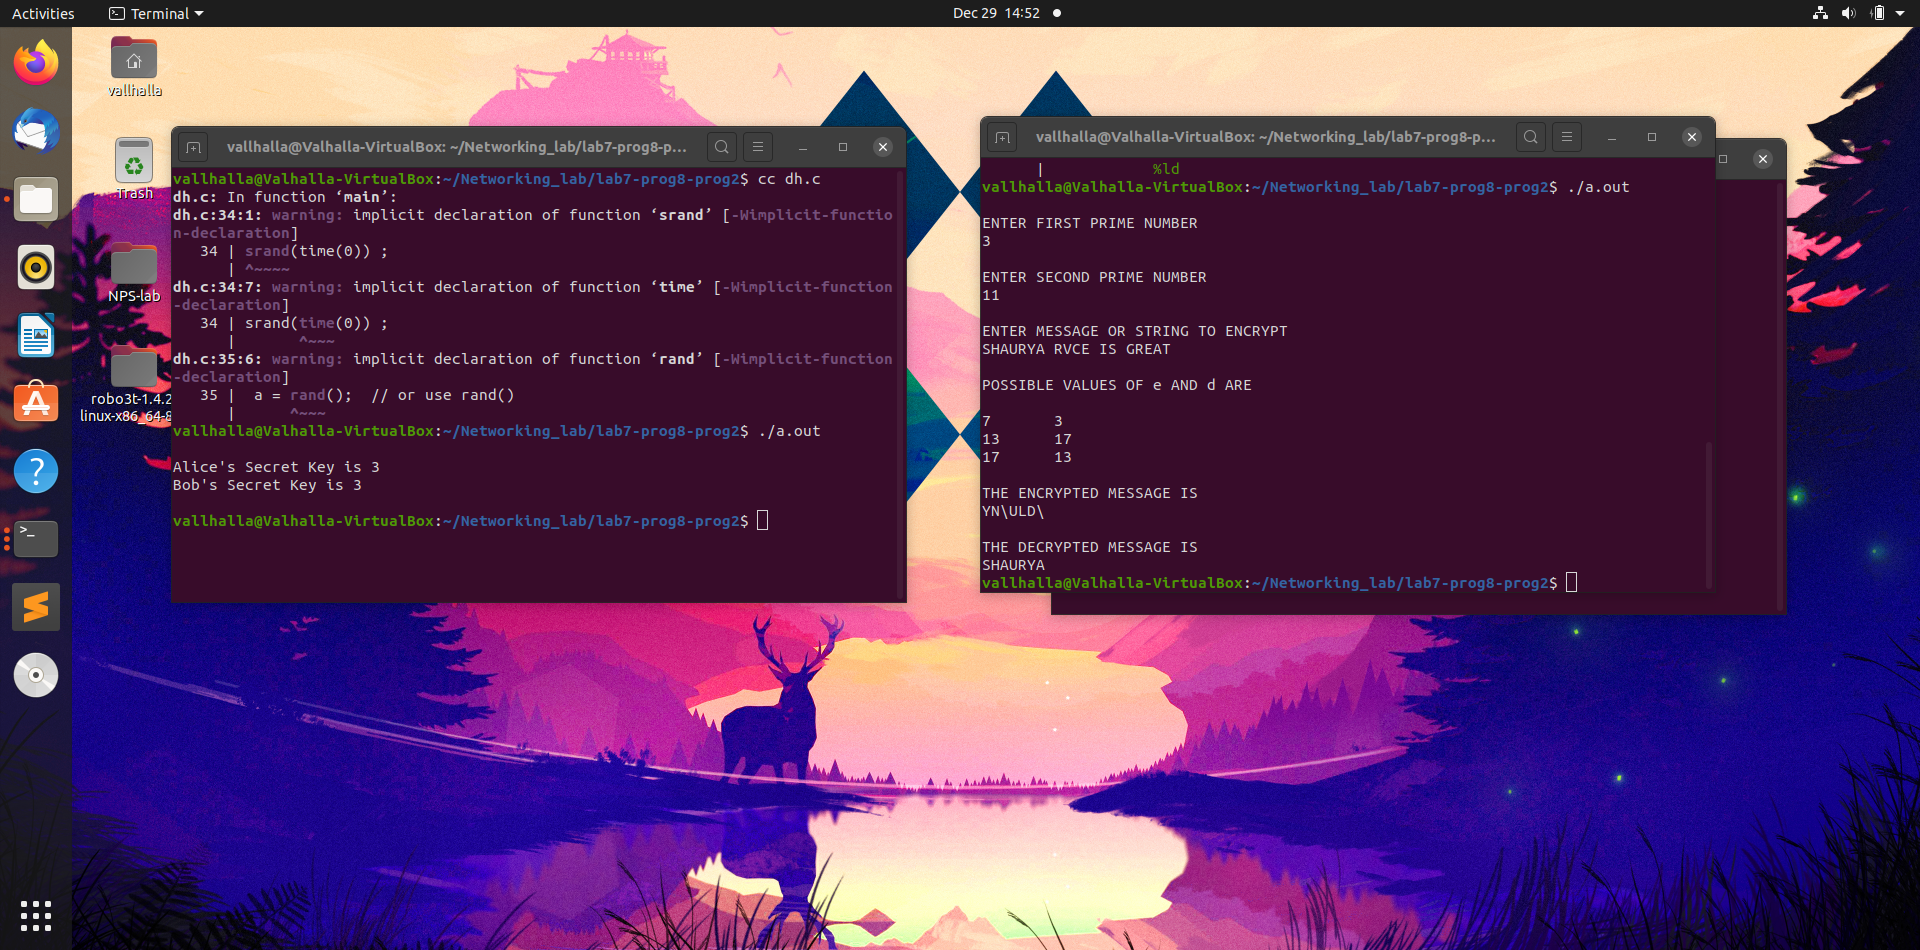 Activities
Terminal
Dec 29 14:52
vallhalla
Trash
NPS-lab
robo3t-1.4.2
linux-x86_64-8
vallhalla@Valhalla-VirtualBox: ~/Networking_lab/lab7-prog8-p...
vallhalla@Valhalla-VirtualBox:~/Networking_lab/lab7-prog8-prog2$ cc dh.c
dh.c: In function ‘main’:
dh.c:34:1: warning: implicit declaration of function ‘srand’ [-Wimplicit-functio
n-declaration]
   34 | srand(time(0)) ;
      | ^~~~~
dh.c:34:7: warning: implicit declaration of function ‘time’ [-Wimplicit-function
-declaration]
   34 | srand(time(0)) ;
      |       ^~~~
dh.c:35:6: warning: implicit declaration of function ‘rand’ [-Wimplicit-function
-declaration]
   35 |  a = rand();  // or use rand()
      |      ^~~~
vallhalla@Valhalla-VirtualBox:~/Networking_lab/lab7-prog8-prog2$ ./a.out
Alice's Secret Key is 3
Bob's Secret Key is 3
vallhalla@Valhalla-VirtualBox:~/Networking_lab/lab7-prog8-prog2$
vallhalla@Valhalla-VirtualBox: ~/Networking_lab/lab7-prog8-p...
      |            %ld
vallhalla@Valhalla-VirtualBox:~/Networking_lab/lab7-prog8-prog2$ ./a.out
ENTER FIRST PRIME NUMBER
3
ENTER SECOND PRIME NUMBER
11
ENTER MESSAGE OR STRING TO ENCRYPT
SHAURYA RVCE IS GREAT
POSSIBLE VALUES OF e AND d ARE
7       3
13      17
17      13
THE ENCRYPTED MESSAGE IS
YN\ULD\
THE DECRYPTED MESSAGE IS
SHAURYA
vallhalla@Valhalla-VirtualBox:~/Networking_lab/lab7-prog8-prog2$